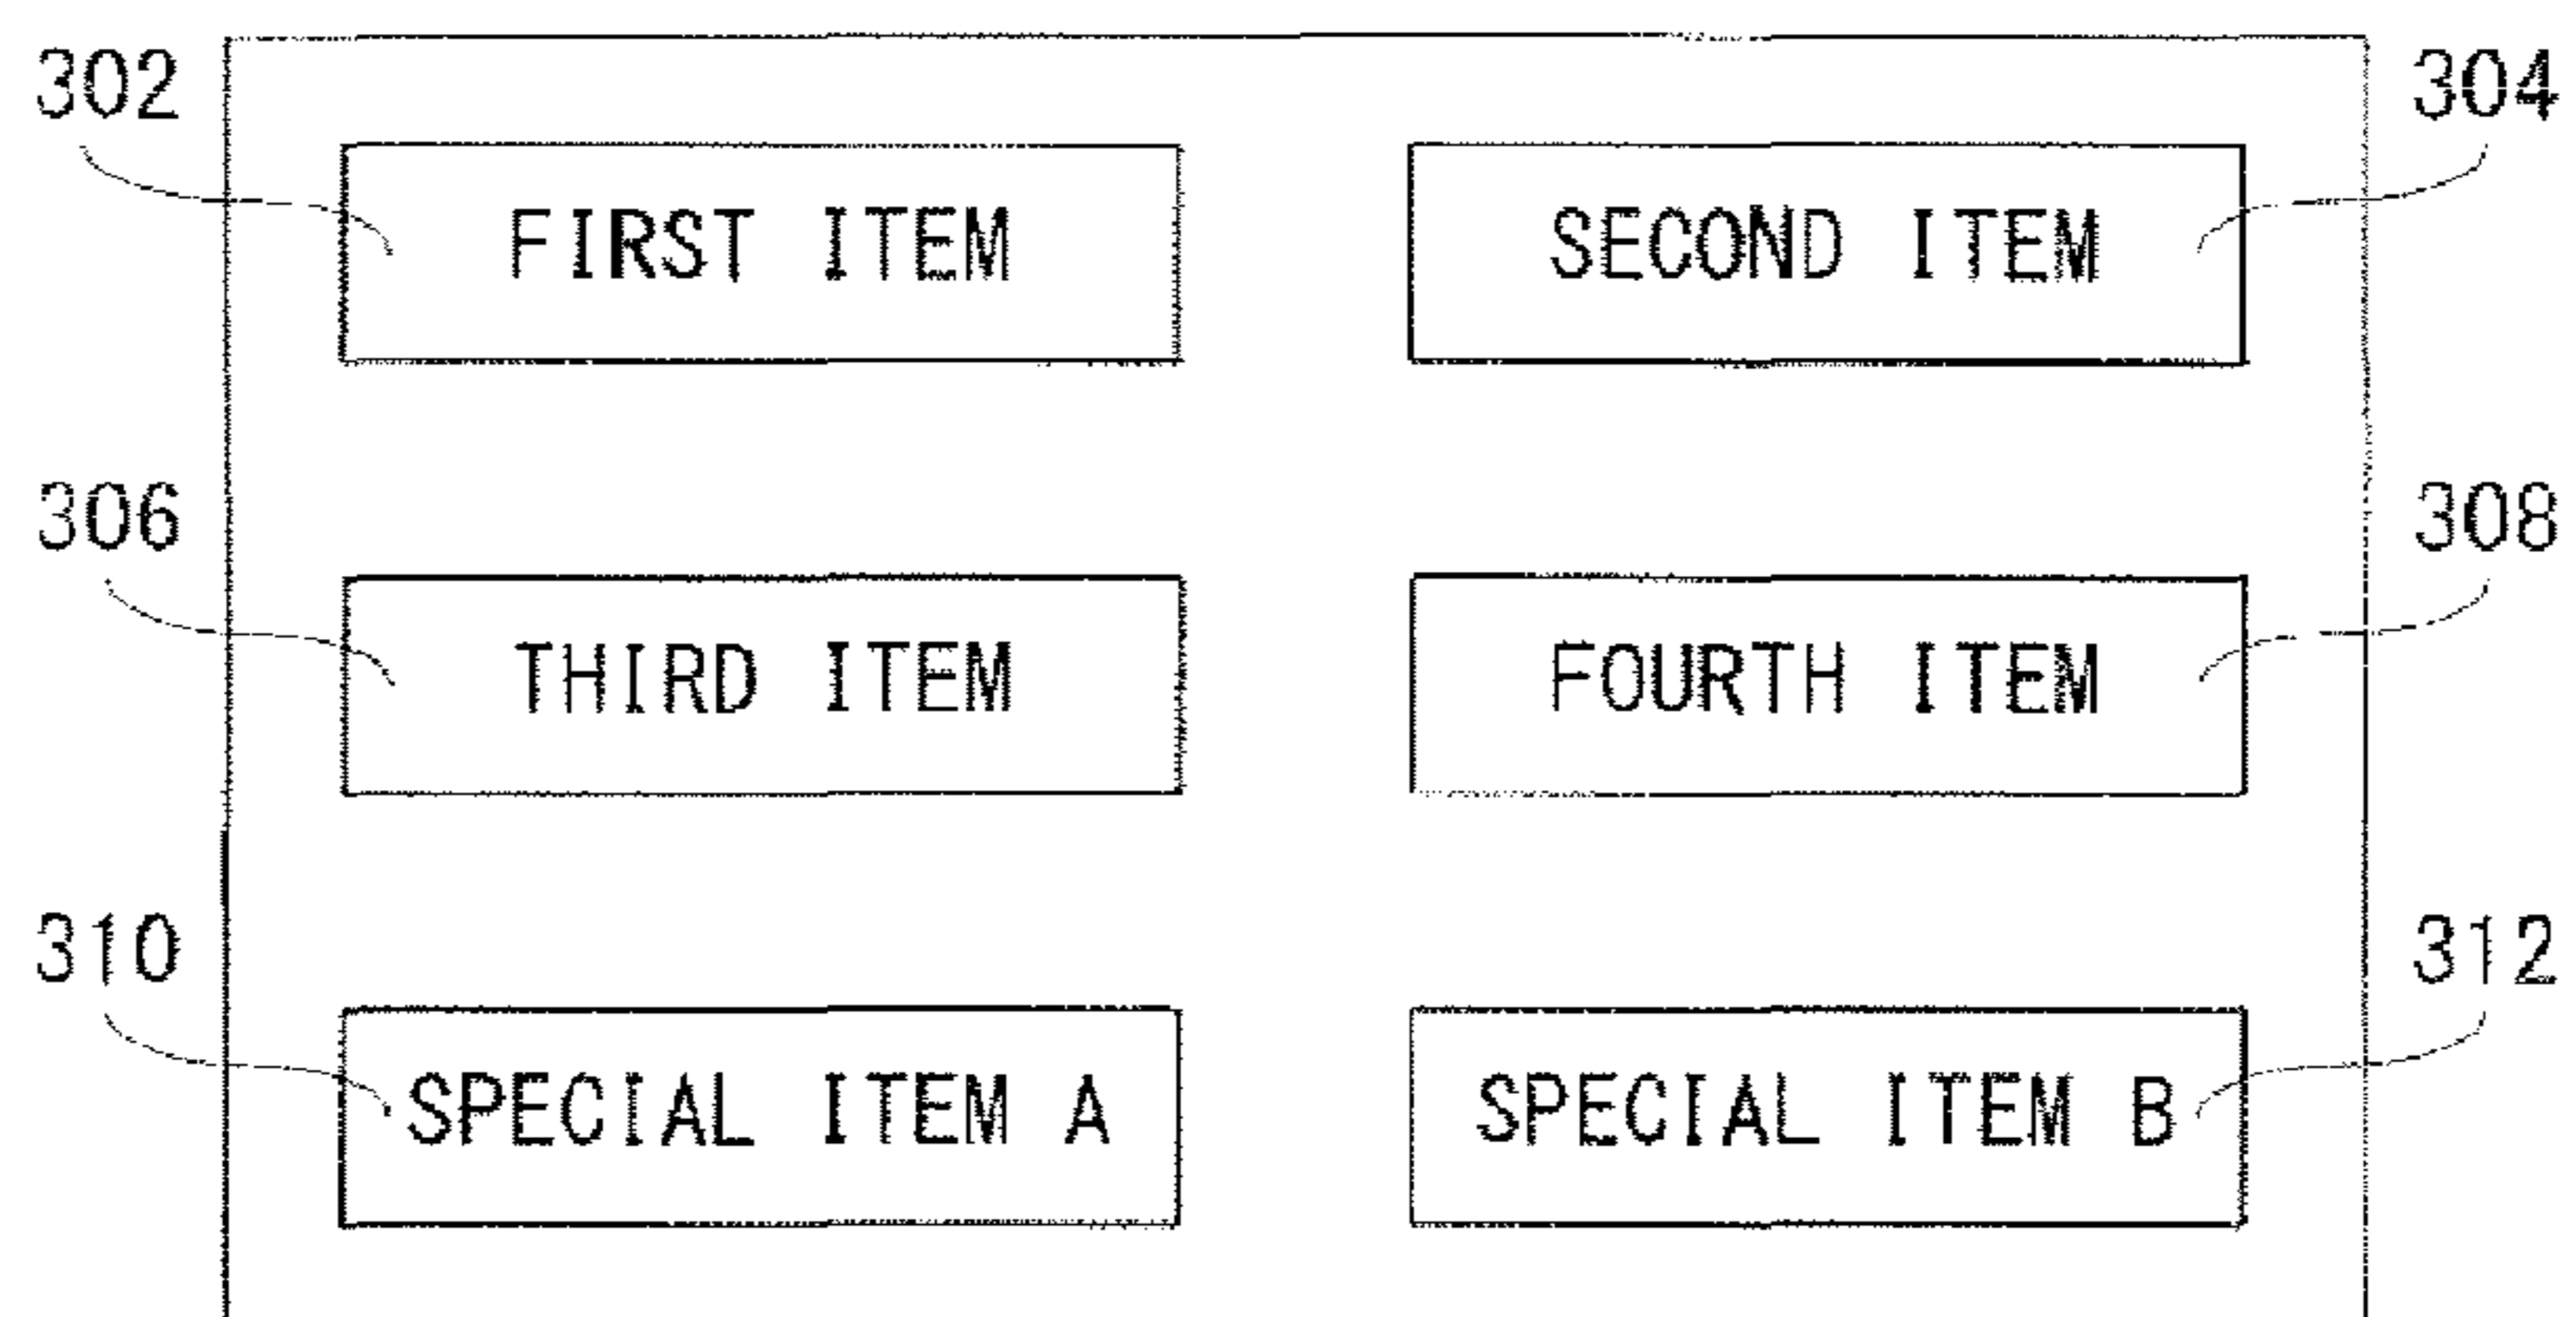 302 304
FIRST ITEM SECOND ITEM
306 308
THIRD ITEM FOURTH ITEM
310 312
SPECIAL ITEM A SPECIAL ITEM B